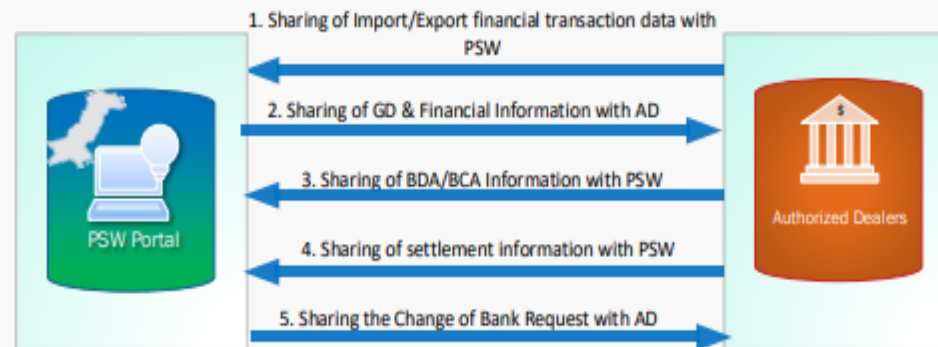 1. Sharing of Import/Export financial transaction data with
PSW
2. Sharing of GD & Financial Information with AD
3. Sharing of BDA/BCA Information with PSW
4. Sharing of settlement information with PSW
5. Sharing the Change of Bank Request with AD
PSW Portal
$
Authorized Dealers